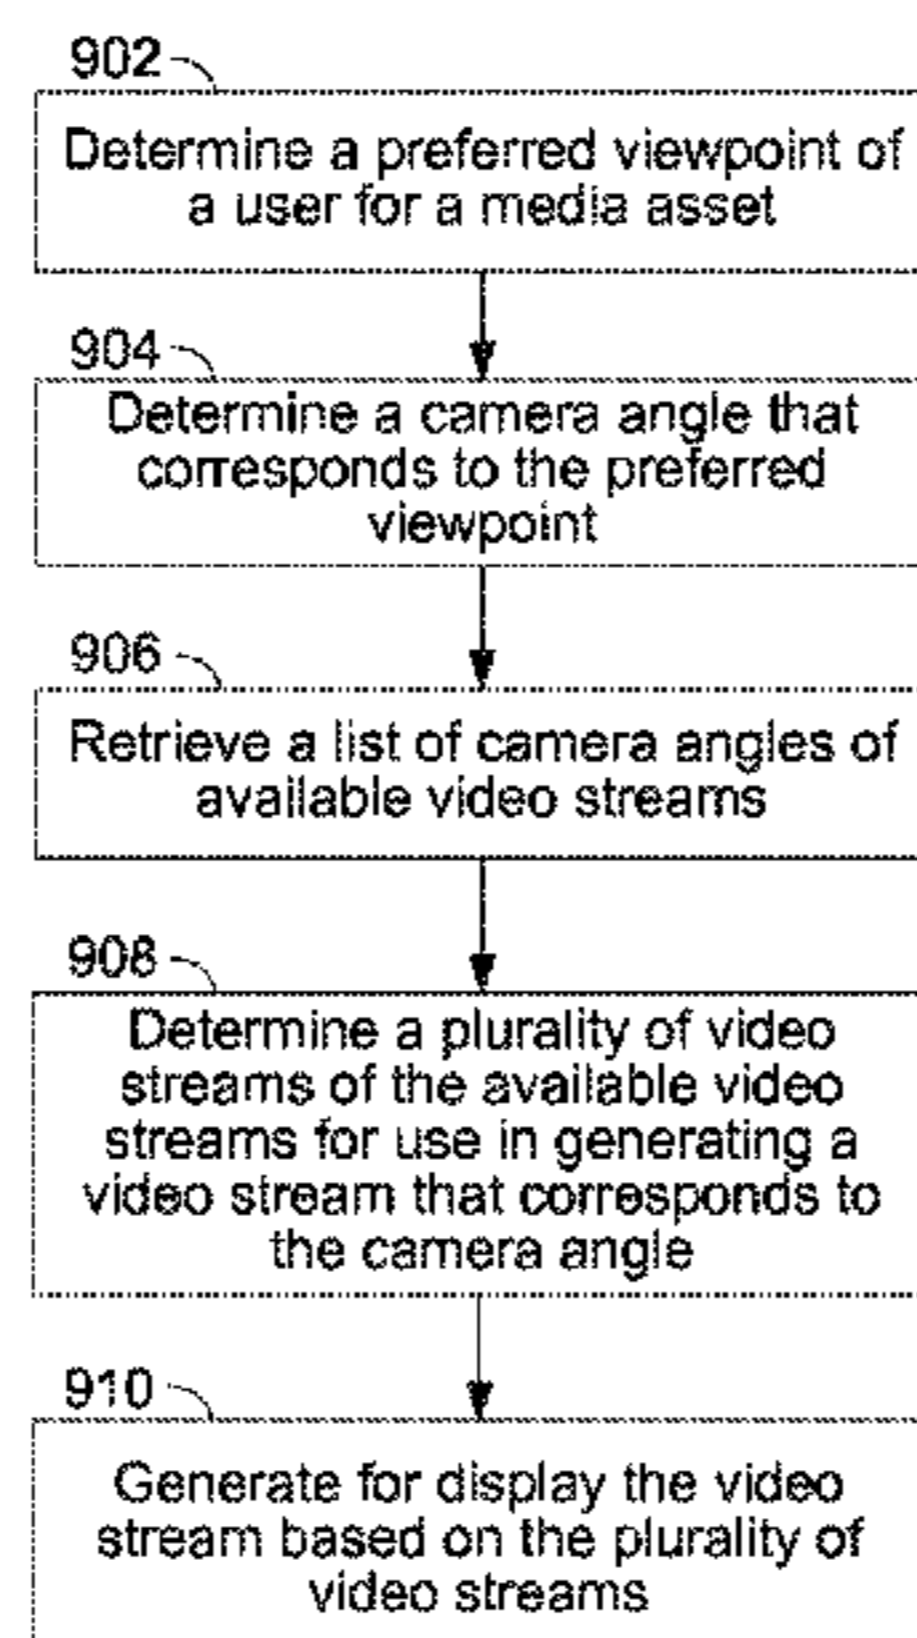 902
Determine a preferred viewpoint of
a user for a media asset
904
Determine a camera angle that
corresponds to the preferred
viewpoint
906
Retrieve a list of camera angles of
available video streams
908
Determine a plurality of video
streams of the available video
streams for use in generating a
video stream that corresponds to
the camera angle
910
Generate for display the video
stream based on the plurality of
video streams